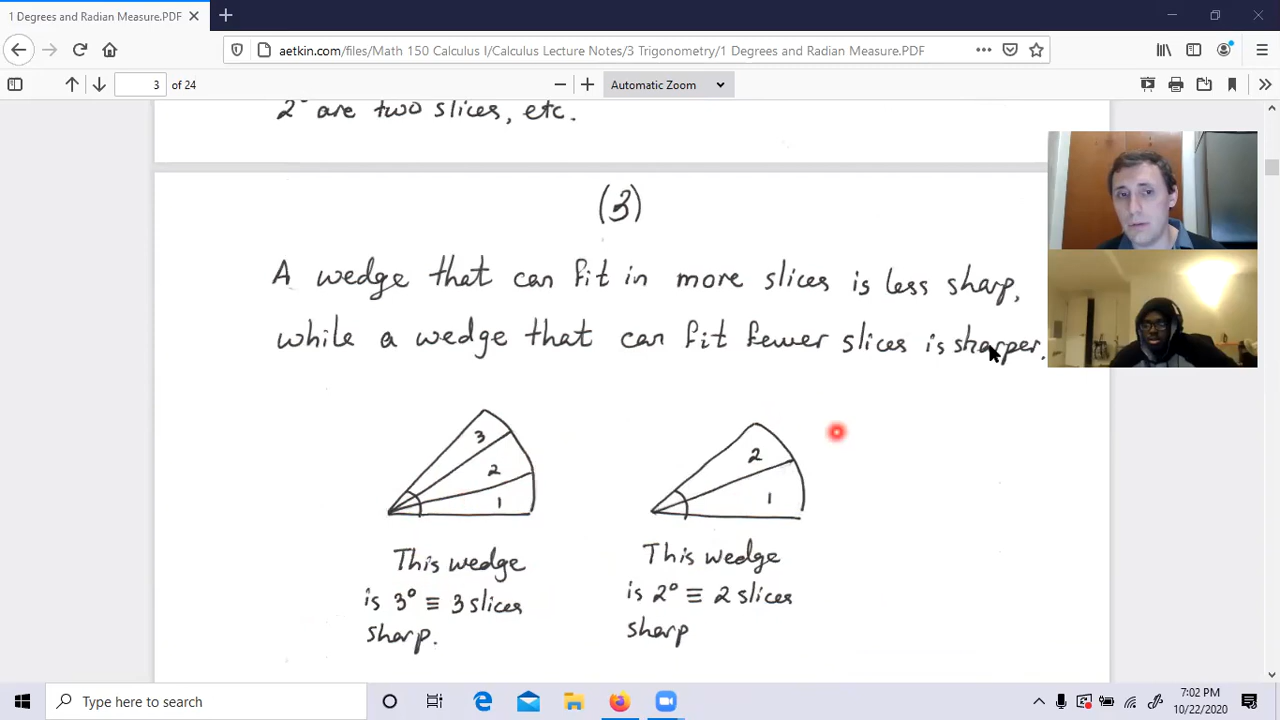 1 Degrees and Radian Measure.PDF
aetkin.com/files/Math 150 Calculus I/Calculus Lecture Notes/3 Trigonometry/1 Degrees and Radian Measure.PDF
3 of 24
Automatic Zoom
2° are two slices, etc.
(3)
A wedge that can fit in more slices is less sharp,
while a wedge that can fit fewer slices is sharper.
3
2
1
2
1
This wedge
is 3° ≡ 3 slices
sharp.
This wedge
is 2° ≡ 2 slices
sharp
Type here to search
7:02 PM
10/22/2020